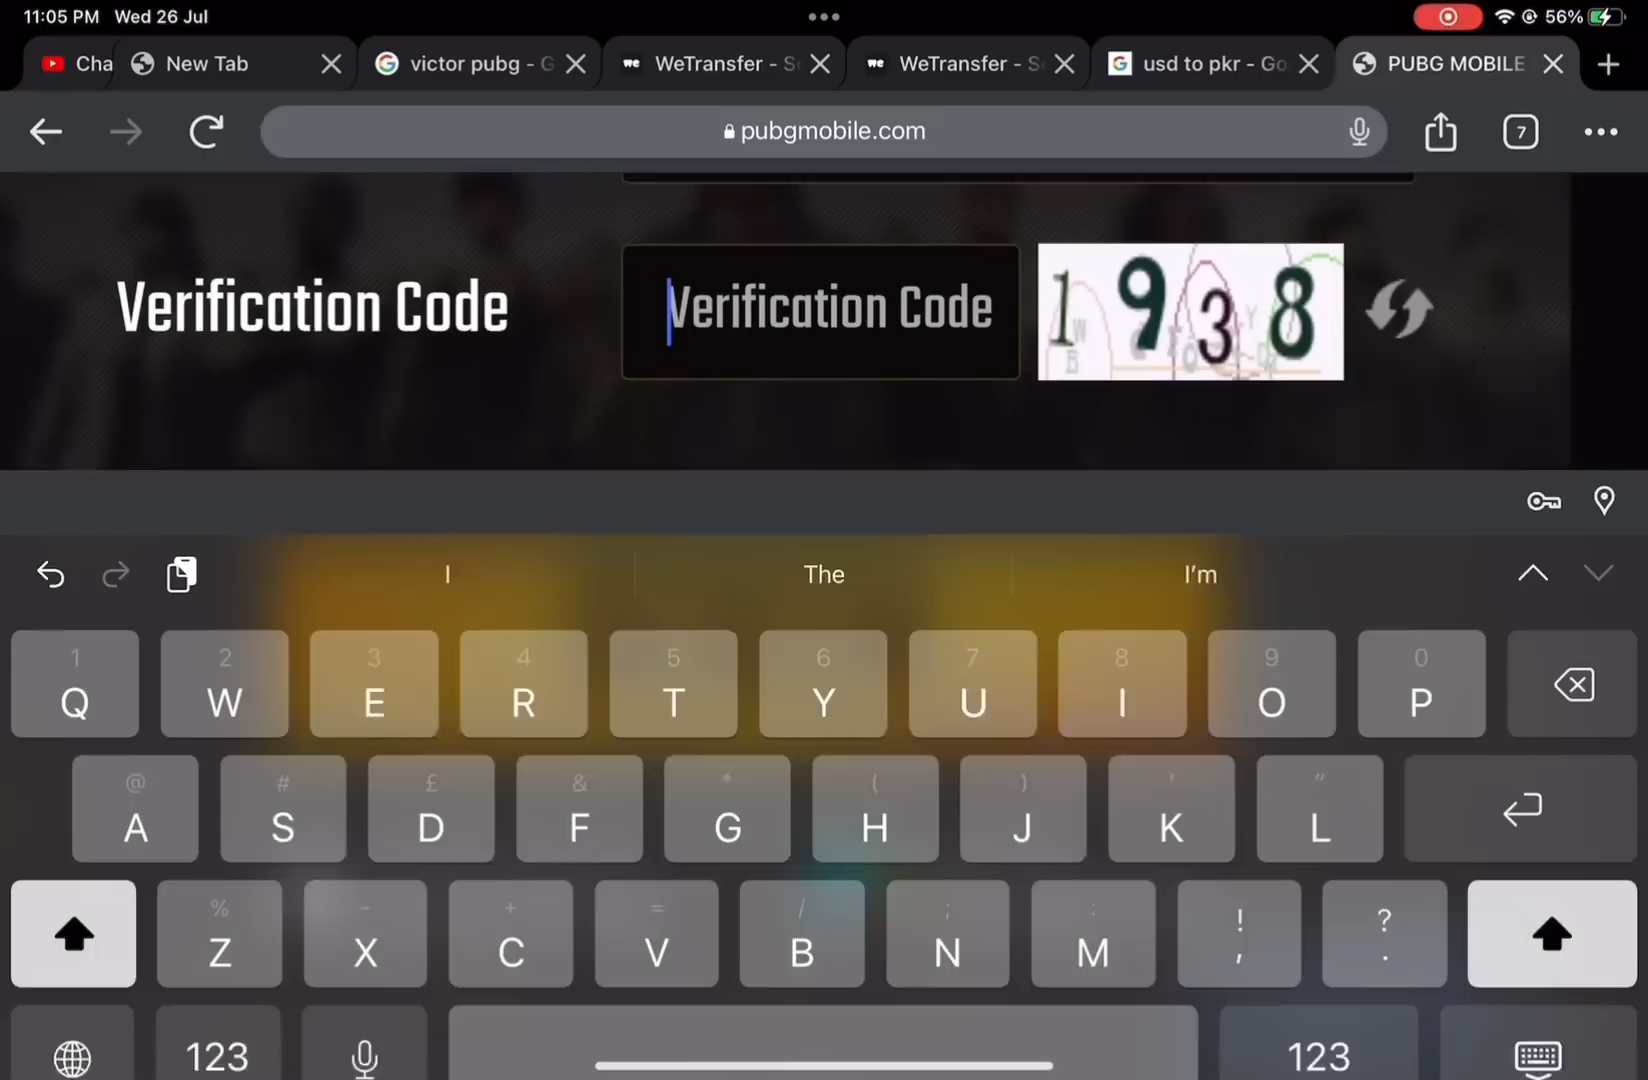 11:05 PM Wed 26 Jul
56%
Cha
New Tab
victor pubg - G
WeTransfer - S
WeTransfer - S
usd to pkr - Go
PUBG MOBILE
pubgmobile.com
7
Verification Code
Verification Code
1938
I
The
I'm
1 2 3 4 5 6 7 8 9 0
Q W E R T Y U I O P
@ # £ & * ( ) ' "
A S D F G H J K L
% - + = / ; : ! ?
Z X C V B N M , .
123
123